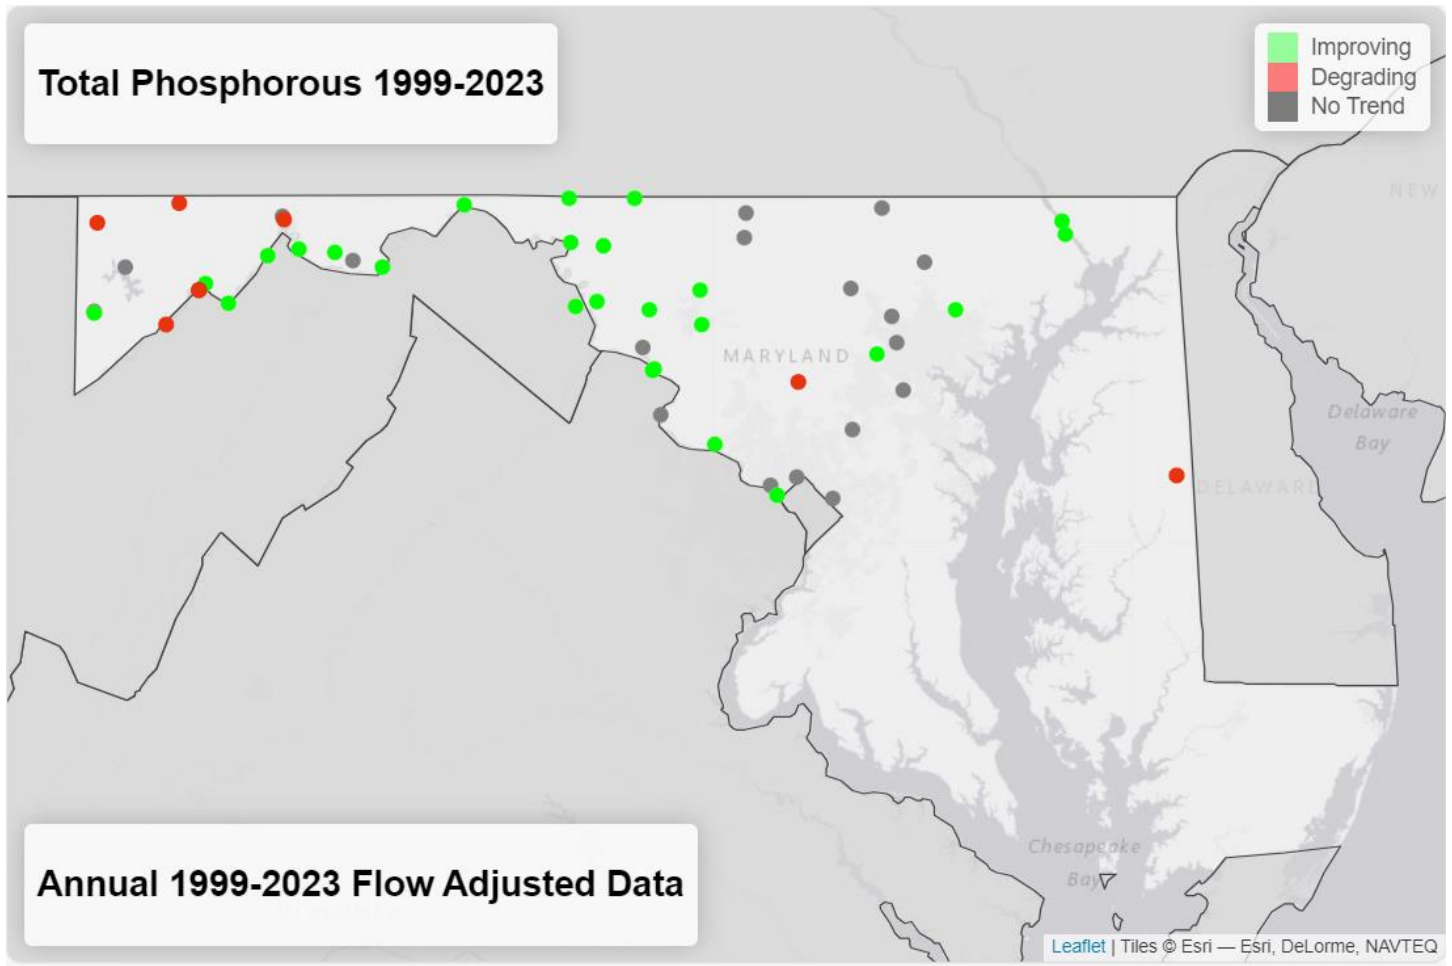 Total Phosphorous 1999-2023
Improving
Degrading
No Trend
NEW
MARYLAND
Delaware
Bay
DELAWARE
Chesapeake
Bay
Annual 1999-2023 Flow Adjusted Data
Leaflet | Tiles © Esri — Esri, DeLorme, NAVTEQ